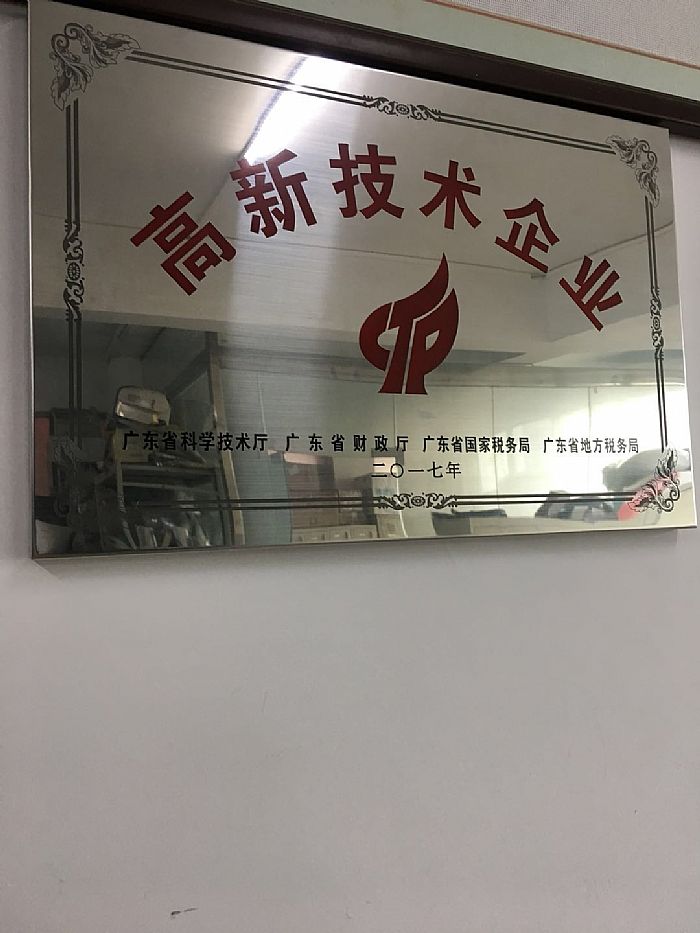 高新技术企业
广东省科学技术厅 广东省财政厅 广东省国家税务局 广东省地方税务局
二〇一七年